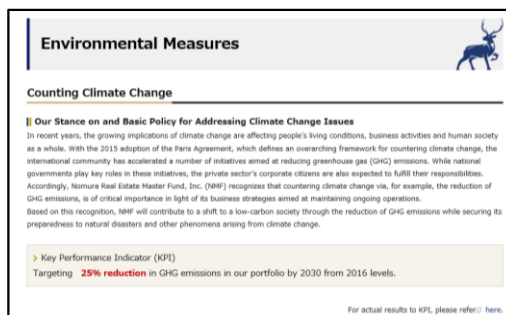 Environmental Measures
Counting Climate Change
Our Stance on and Basic Policy for Addressing Climate Change Issues
In recent years, the growing implications of climate change are affecting people's living conditions, business activities and human society
as a whole. With the 2015 adoption of the Paris Agreement, which defines an overarching framework for countering climate change, the
international community has accelerated a number of initiatives aimed at reducing greenhouse gas (GHG) emissions. While national
governments play key roles in these initiatives, the private sector's corporate citizens are also expected to fulfill their responsibilities.
Accordingly, Nomura Real Estate Master Fund, Inc. (NMF) recognizes that countering climate change via, for example, the reduction of
GHG emissions, is of critical importance in light of its business strategies aimed at maintaining ongoing operations.
Based on this recognition, NMF will contribute to a shift to a low-carbon society through the reduction of GHG emissions while securing its
preparedness to natural disasters and other phenomena arising from climate change.
> Key Performance Indicator (KPI)
Targeting 25% reduction in GHG emissions in our portfolio by 2030 from 2016 levels.
For actual results to KPI, please refer□ here.